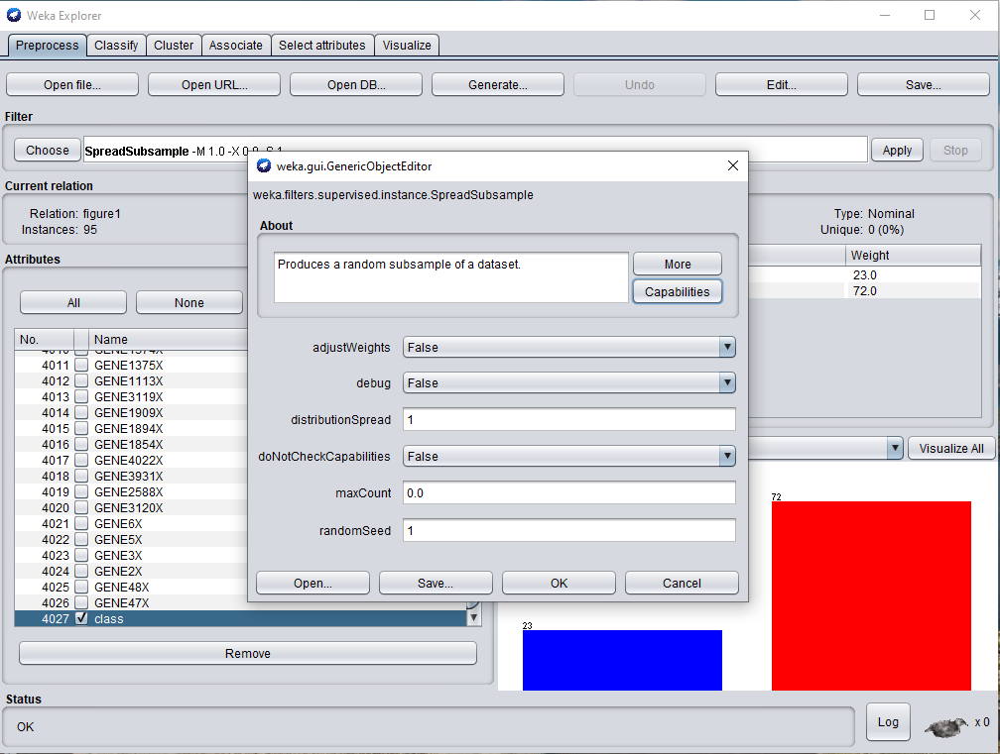 Weka Explorer
Preprocess Classify Cluster Associate Select attributes Visualize
Open file... Open URL... Open DB... Generate... Undo Edit... Save...
Filter
Choose SpreadSubsample -M 1.0 -X 0.0 -S 1 Apply Stop
weka.gui.GenericObjectEditor
weka.filters.supervised.instance.SpreadSubsample
About
Produces a random subsample of a dataset.
More
Capabilities
adjustWeights False
debug False
distributionSpread 1
doNotCheckCapabilities False
maxCount 0.0
randomSeed 1
Open... Save... OK Cancel
Current relation
Relation: figure1
Instances: 95
Type: Nominal
Unique: 0 (0%)
Weight
23.0
72.0
Attributes
All None
No. Name
4010 GENE1374X
4011 GENE1375X
4012 GENE1113X
4013 GENE3119X
4014 GENE1909X
4015 GENE1894X
4016 GENE1854X
4017 GENE4022X
4018 GENE3931X
4019 GENE2588X
4020 GENE3120X
4021 GENE6X
4022 GENE5X
4023 GENE3X
4024 GENE2X
4025 GENE48X
4026 GENE47X
4027 class
Remove
Visualize All
72
23
Status
OK
Log
x 0